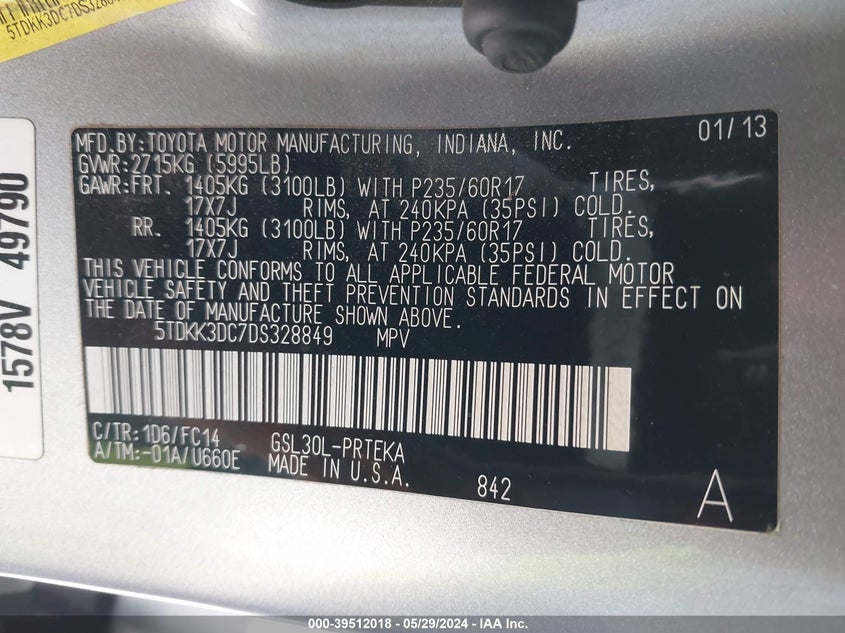 5TDKK3DC7DS328849
1578V 49790
MFD.BY:TOYOTA MOTOR MANUFACTURING, INDIANA, INC. 01/13
GVWR:2715KG (5995LB)
GAWR:FRT. 1405KG (3100LB) WITH P235/60R17 TIRES,
17X7J RIMS, AT 240KPA (35PSI) COLD.
RR. 1405KG (3100LB) WITH P235/60R17 TIRES,
17X7J RIMS, AT 240KPA (35PSI) COLD.
THIS VEHICLE CONFORMS TO ALL APPLICABLE FEDERAL MOTOR
VEHICLE SAFETY AND THEFT PREVENTION STANDARDS IN EFFECT ON
THE DATE OF MANUFACTURE SHOWN ABOVE.
5TDKK3DC7DS328849 MPV
C/TR:1D6/FC14 GSL30L-PRTEKA
A/TM:-01A/U660E MADE IN U.S.A. 842 A
000-39512018 - 05/29/2024 - IAA Inc.